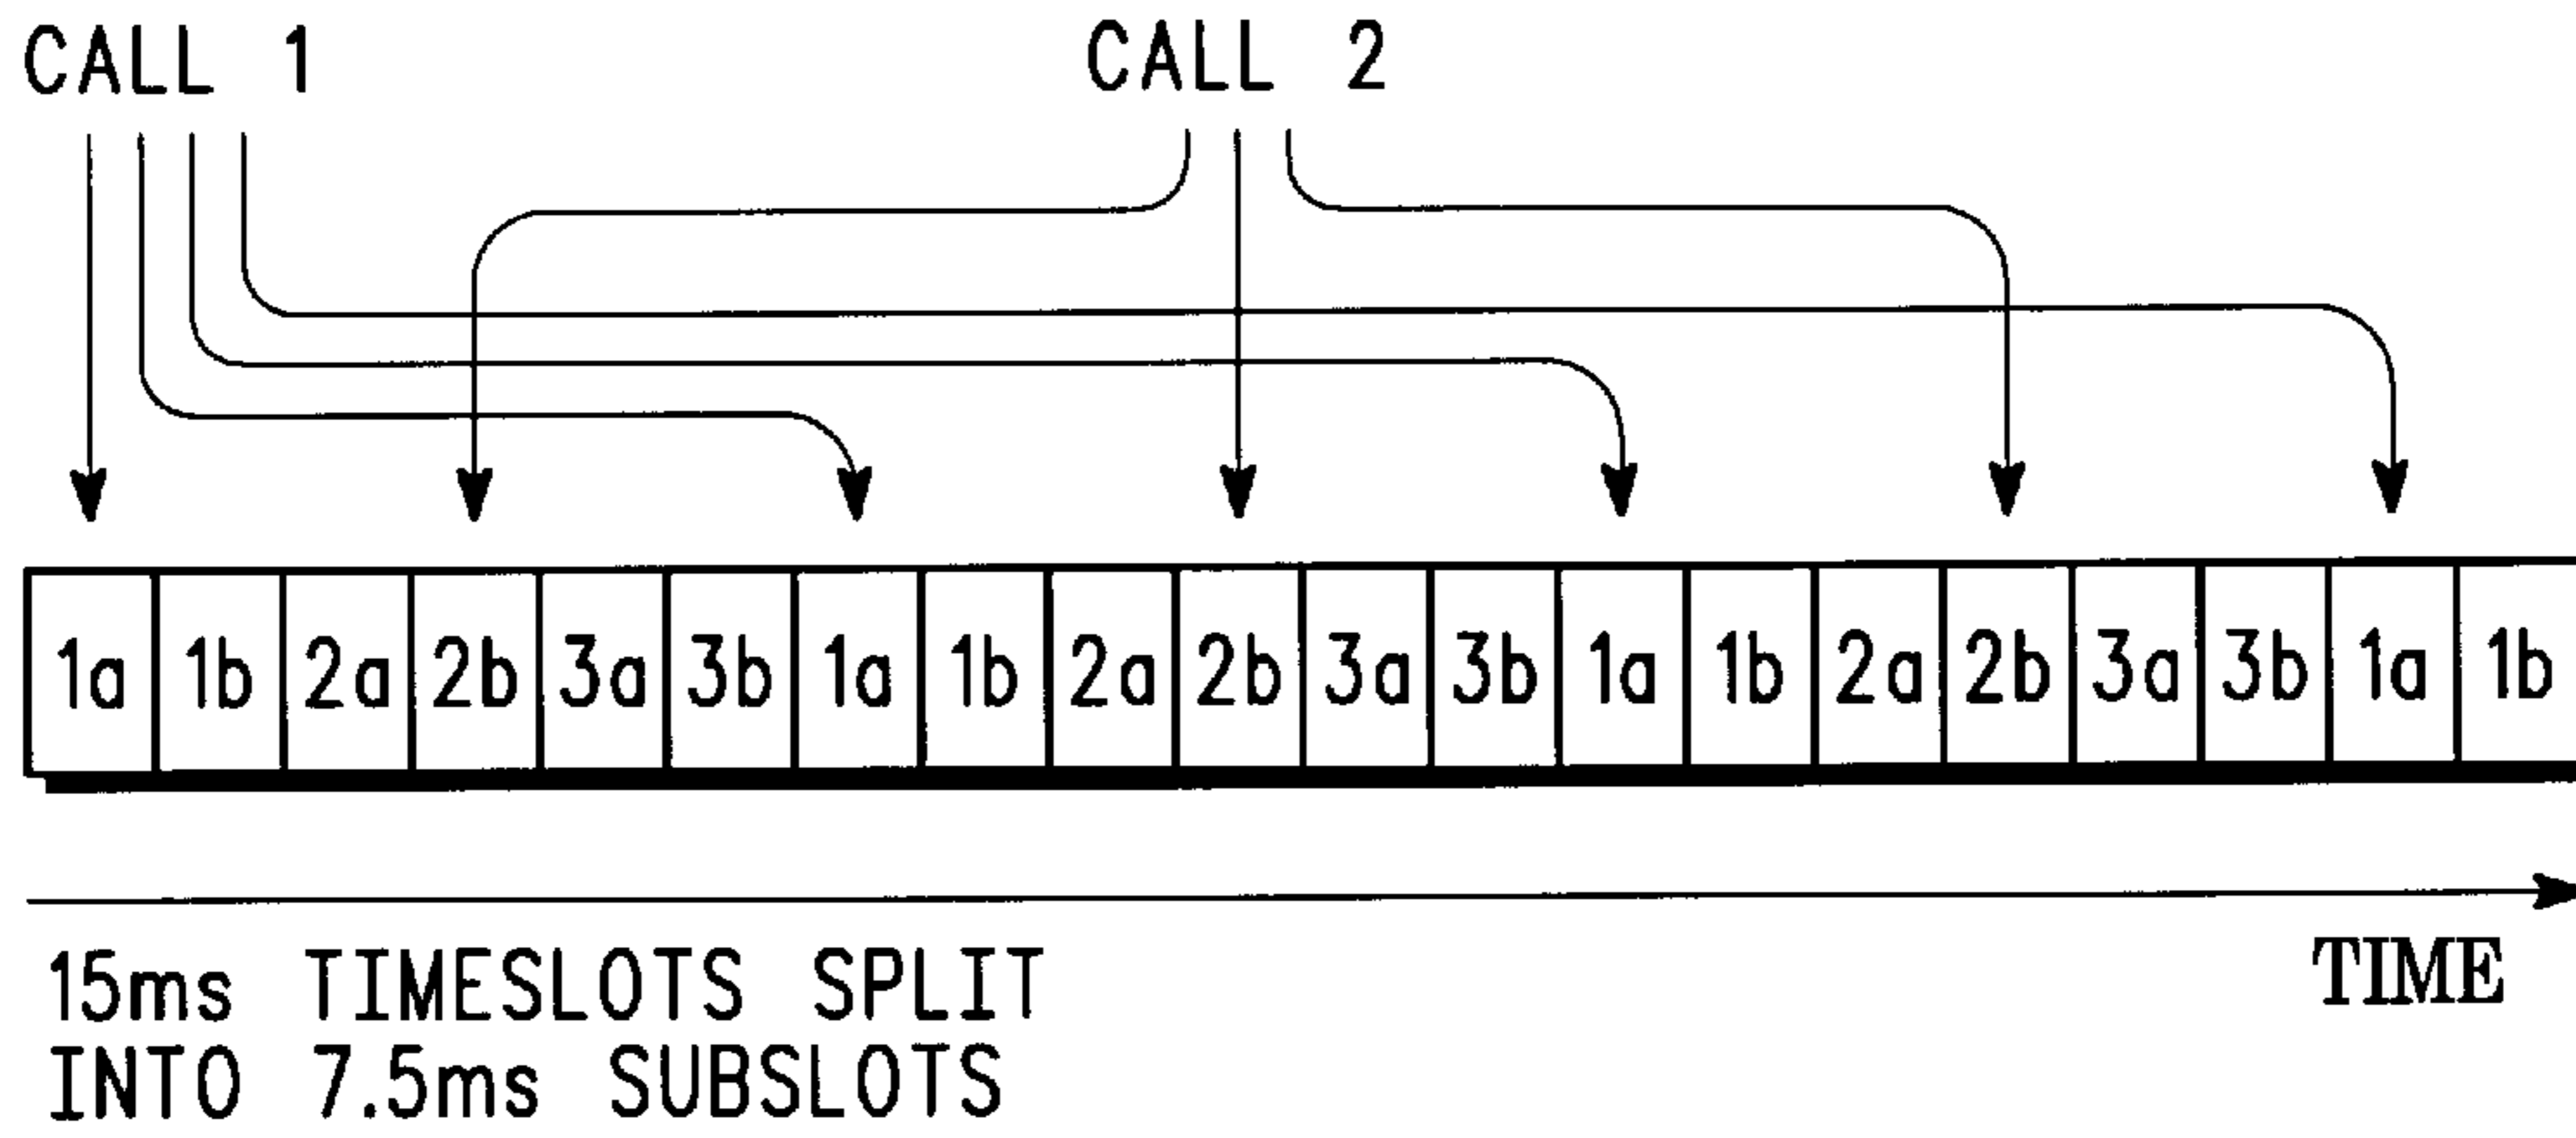 CALL 1 CALL 2
1a 1b 2a 2b 3a 3b 1a 1b 2a 2b 3a 3b 1a 1b 2a 2b 3a 3b 1a 1b
TIME
15ms TIMESLOTS SPLIT
INTO 7.5ms SUBSLOTS